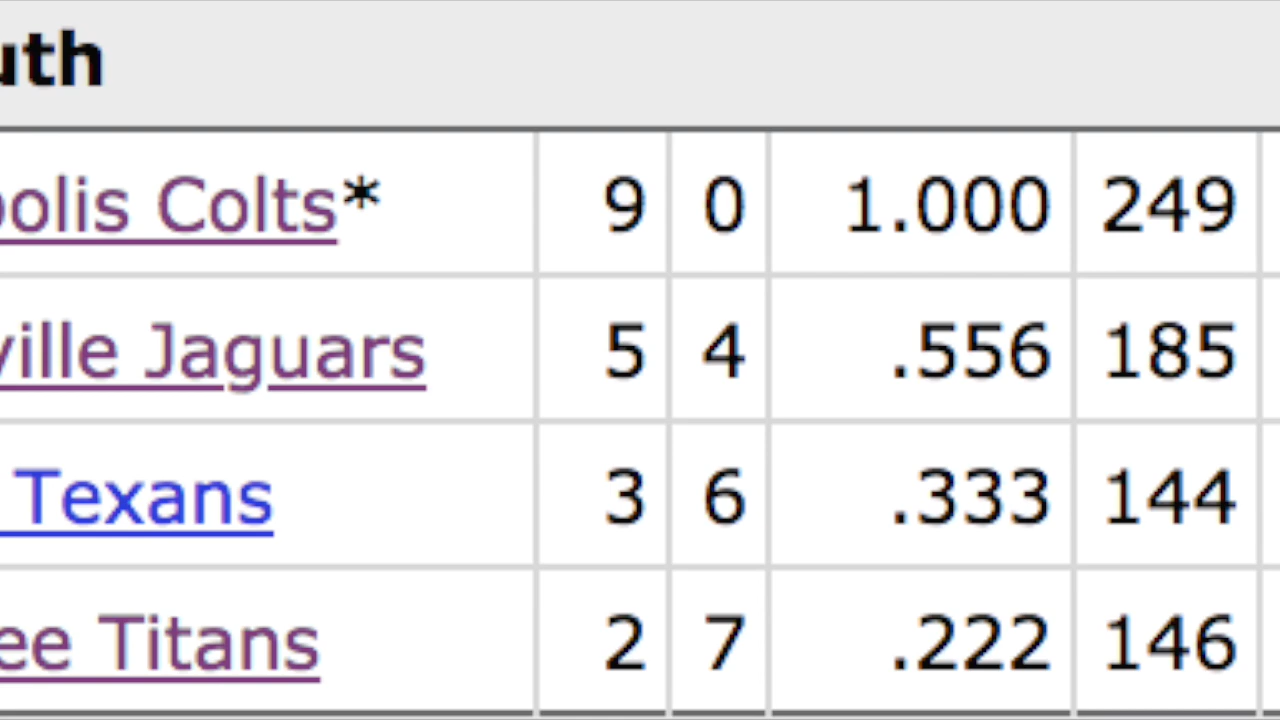 uth
polis Colts* 9 0 1.000 249
ville Jaguars 5 4 .556 185
Texans 3 6 .333 144
ee Titans 2 7 .222 146